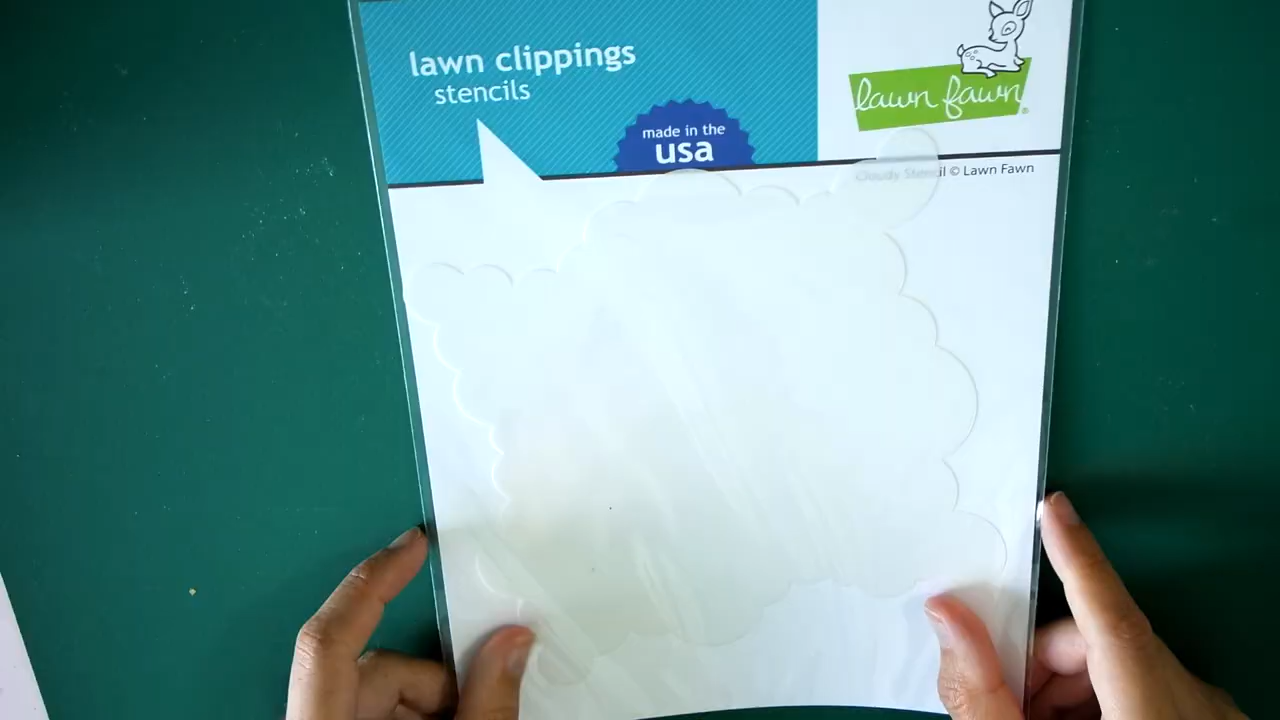 lawn clippings
stencils
made in the
usa
lawn fawn®
Cloudy Stencil © Lawn Fawn